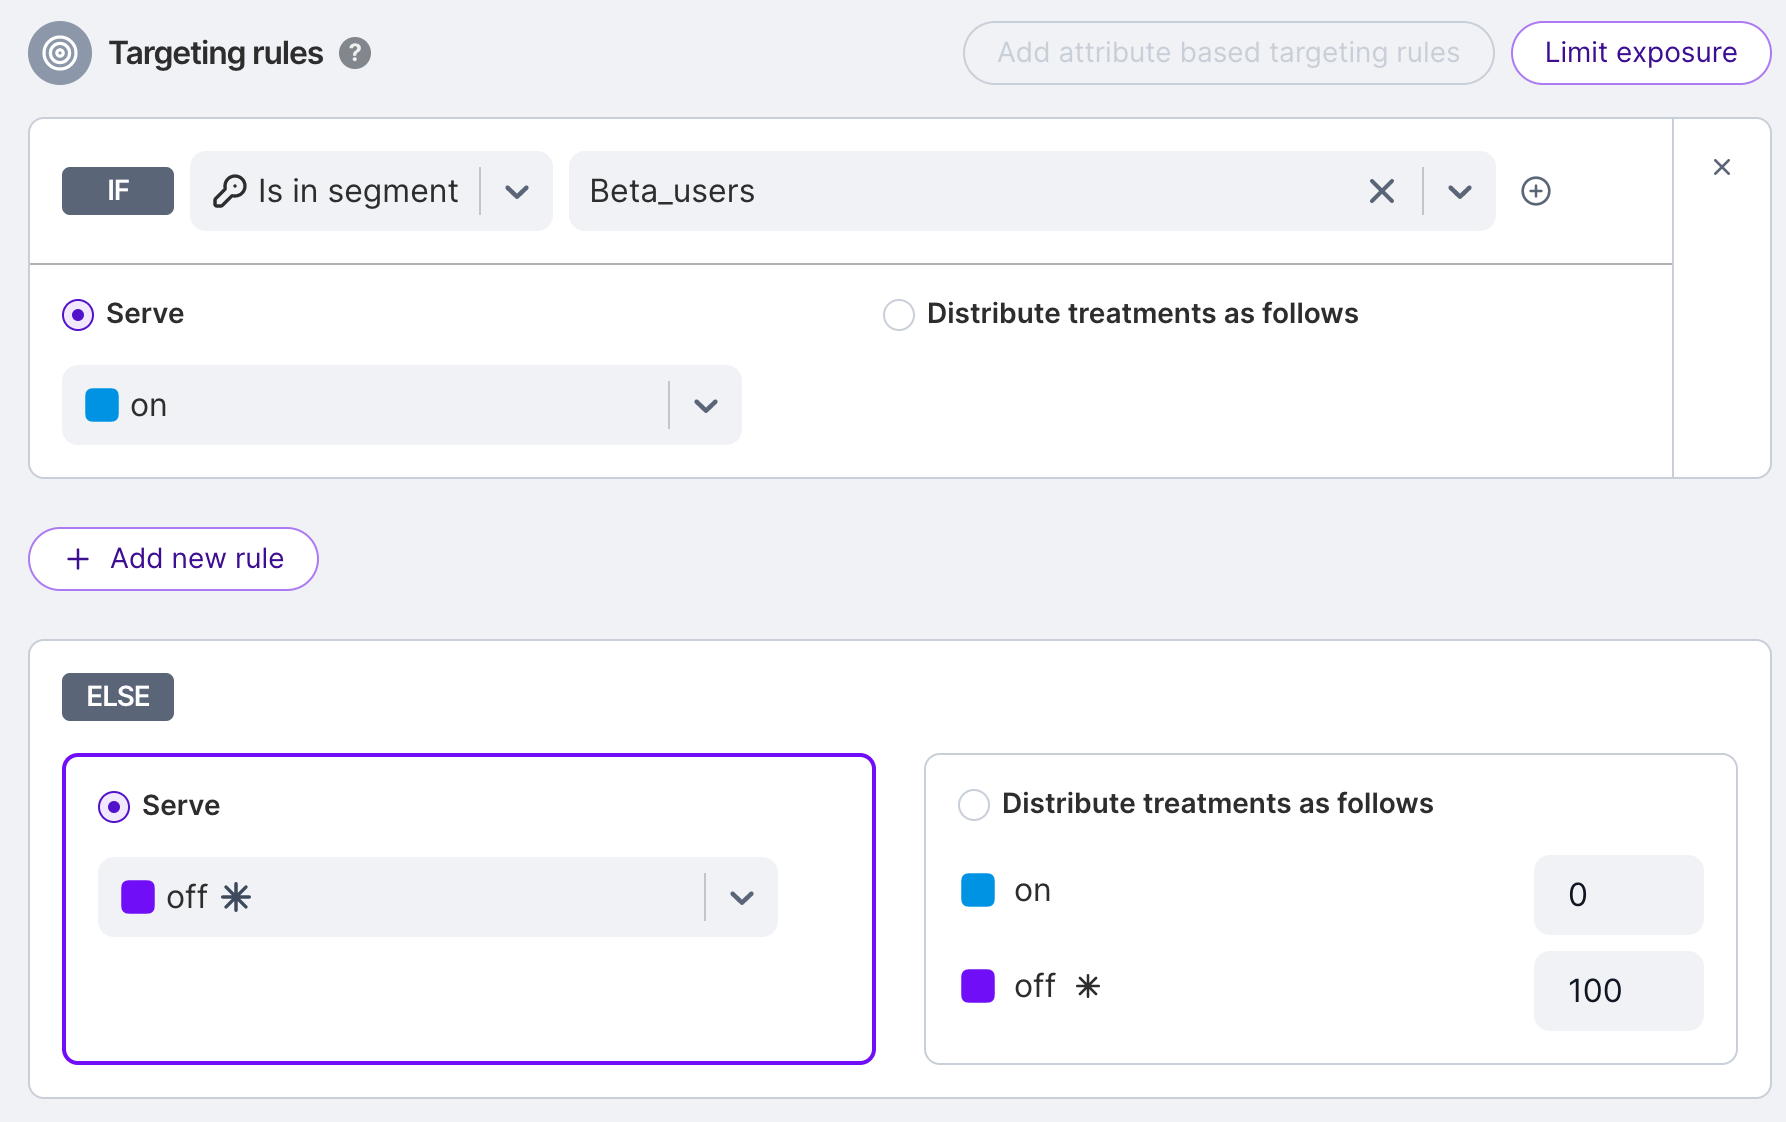 Targeting rules ?
Add attribute based targeting rules
Limit exposure
IF
Is in segment
Beta_users
Serve
Distribute treatments as follows
on
+ Add new rule
ELSE
Serve
off
Distribute treatments as follows
on
0
off
100